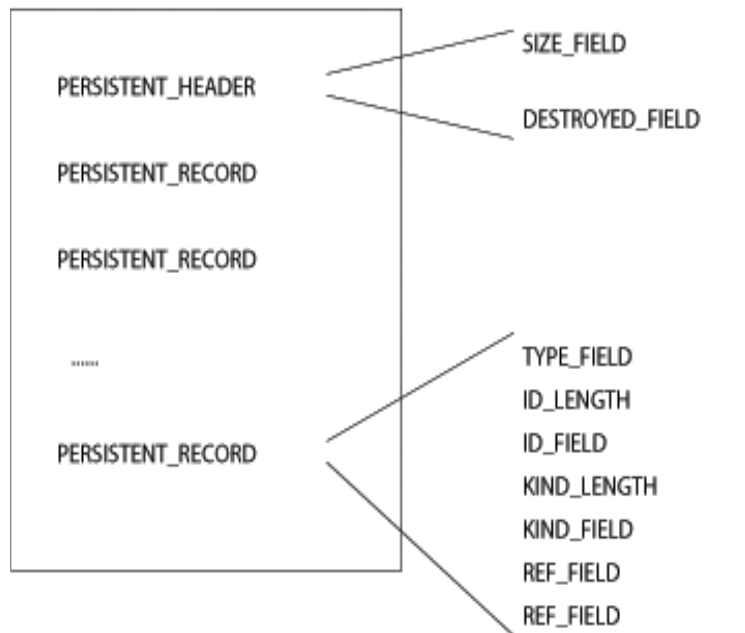 PERSISTENT_HEADER
PERSISTENT_RECORD
PERSISTENT_RECORD
......
PERSISTENT_RECORD
SIZE_FIELD
DESTROYED_FIELD
TYPE_FIELD
ID_LENGTH
ID_FIELD
KIND_LENGTH
KIND_FIELD
REF_FIELD
REF_FIELD